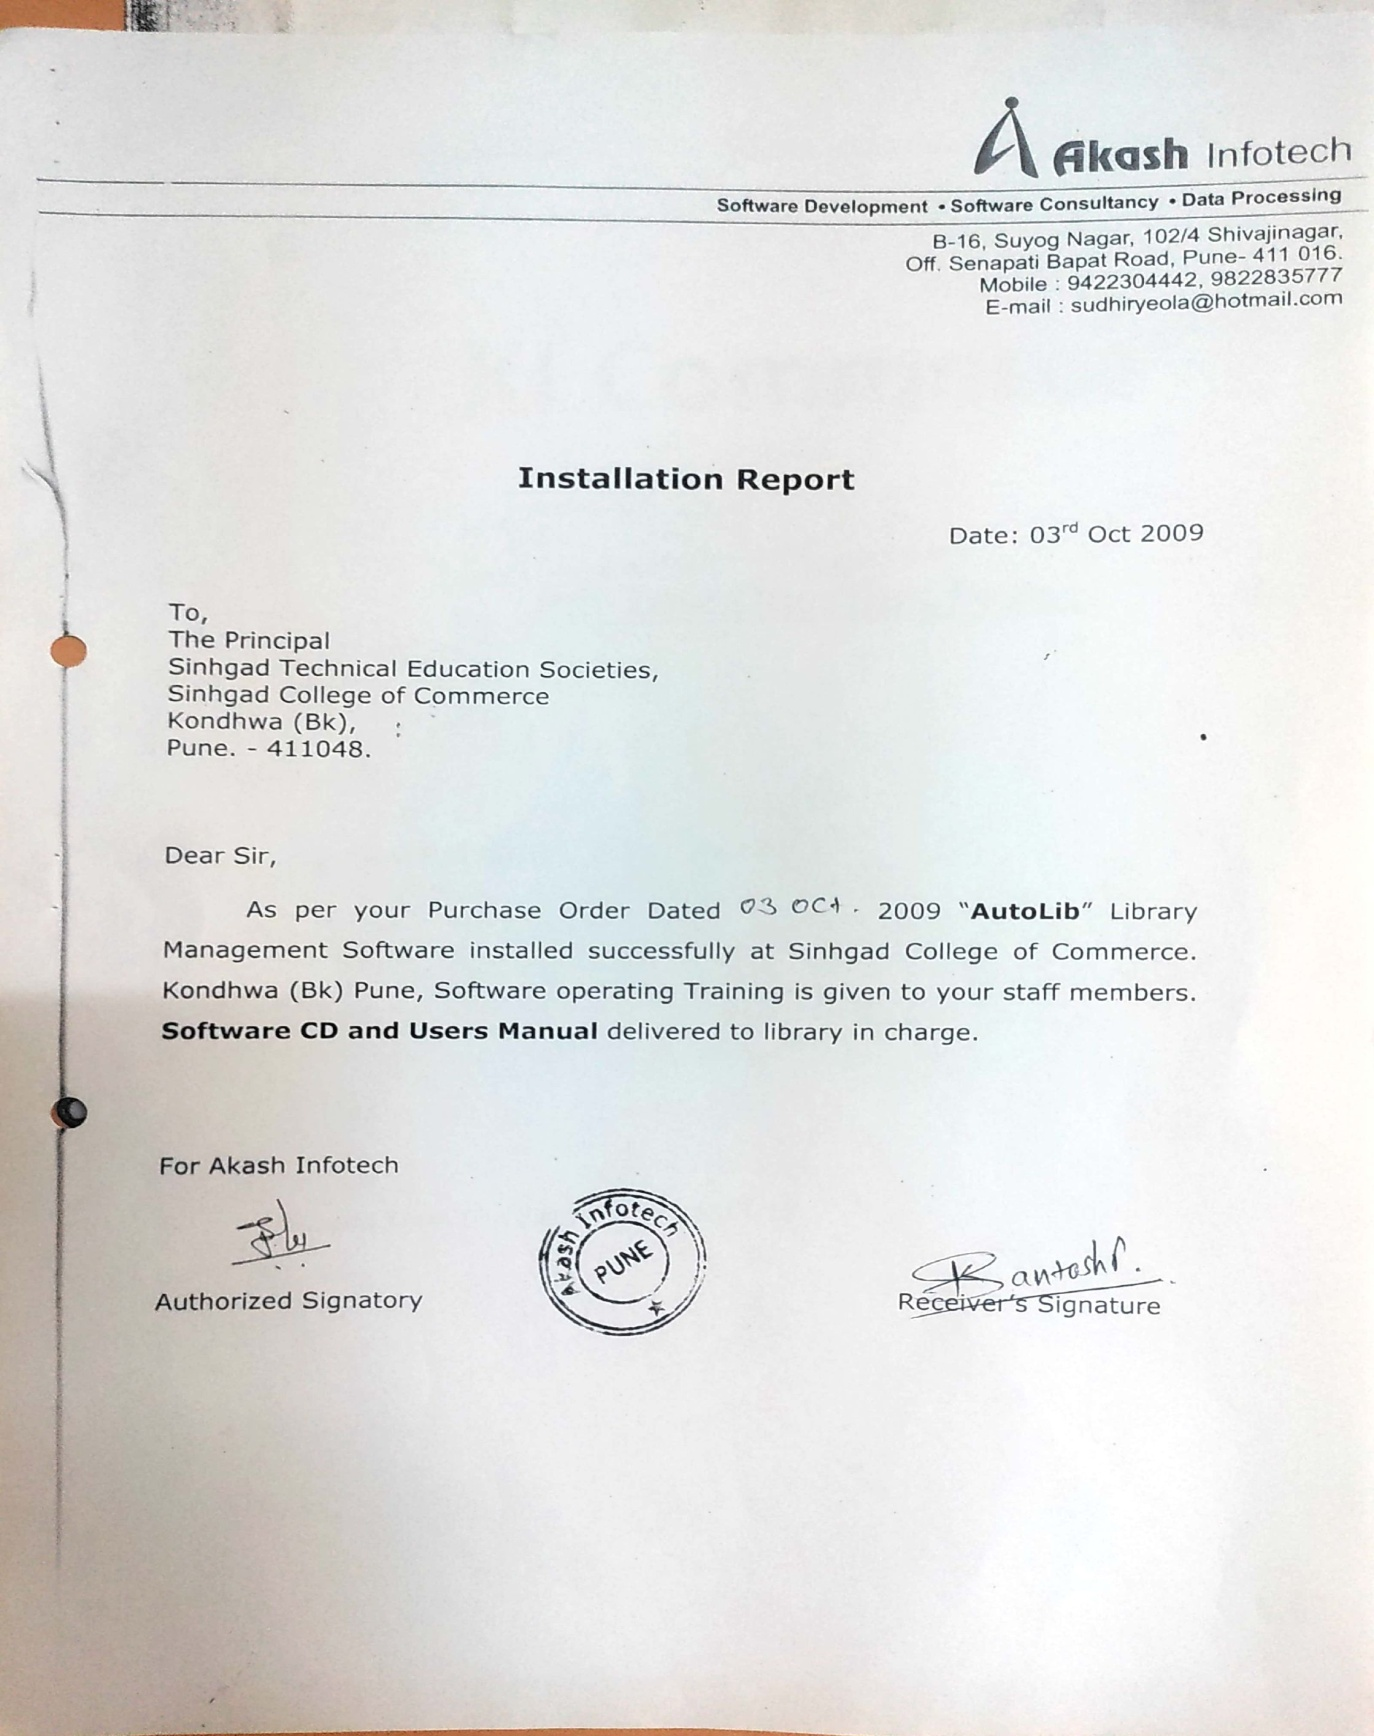 Akash Infotech
Software Development • Software Consultancy • Data Processing
B-16, Suyog Nagar, 102/4 Shivajinagar,
Off. Senapati Bapat Road, Pune- 411 016.
Mobile : 9422304442, 9822835777
E-mail : sudhiryeola@hotmail.com
Installation Report
Date: 03rd Oct 2009
To,
The Principal
Sinhgad Technical Education Societies,
Sinhgad College of Commerce
Kondhwa (Bk),
Pune. - 411048.
Dear Sir,
As per your Purchase Order Dated 03 Oct. 2009 “AutoLib” Library
Management Software installed successfully at Sinhgad College of Commerce.
Kondhwa (Bk) Pune, Software operating Training is given to your staff members.
Software CD and Users Manual delivered to library in charge.
For Akash Infotech
Akash Infotech
PUNE
Authorized Signatory
Receiver's Signature